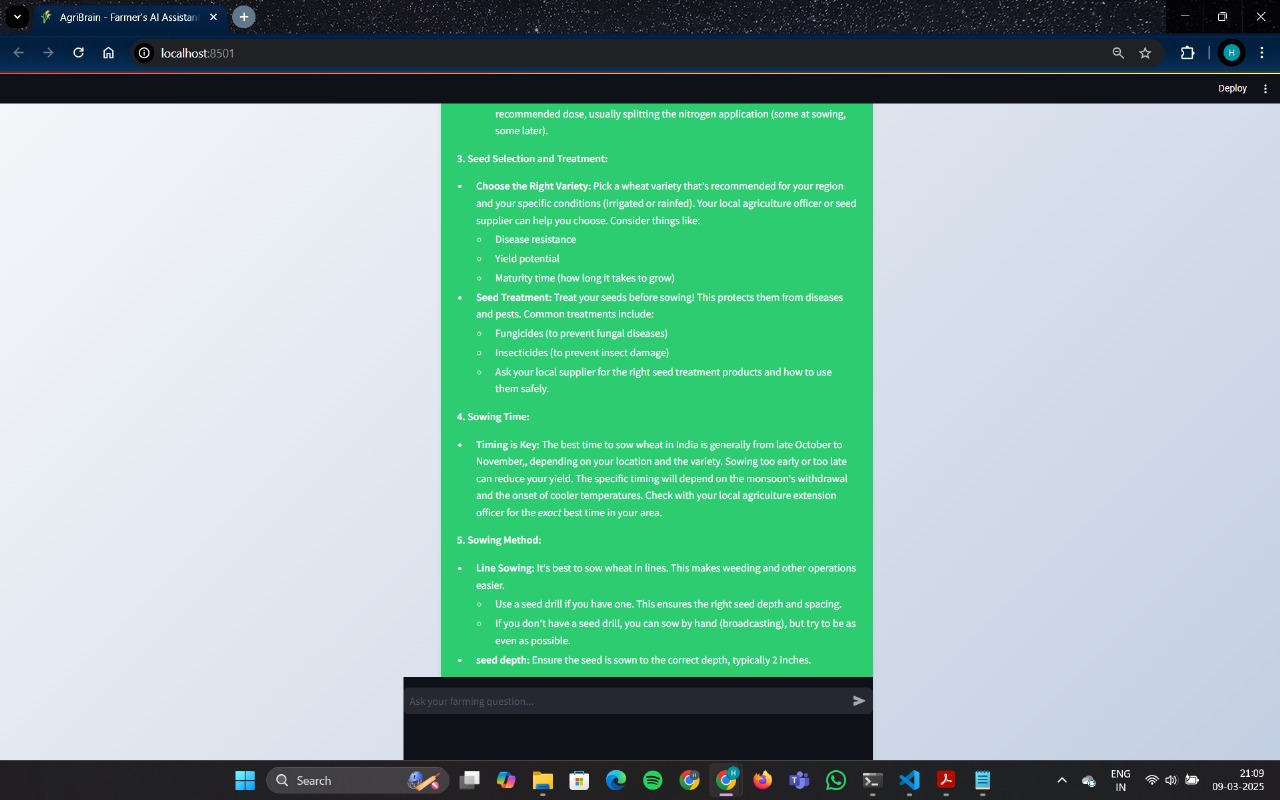 AgriBrain - Farmer's AI Assistan
localhost:8501
Deploy
recommended dose, usually splitting the nitrogen application (some at sowing,
some later).
3. Seed Selection and Treatment:
• Choose the Right Variety: Pick a wheat variety that's recommended for your region
and your specific conditions (irrigated or rainfed). Your local agriculture officer or seed
supplier can help you choose. Consider things like:
◦ Disease resistance
◦ Yield potential
◦ Maturity time (how long it takes to grow)
• Seed Treatment: Treat your seeds before sowing! This protects them from diseases
and pests. Common treatments include:
◦ Fungicides (to prevent fungal diseases)
◦ Insecticides (to prevent insect damage)
◦ Ask your local supplier for the right seed treatment products and how to use
them safely.
4. Sowing Time:
• Timing is Key: The best time to sow wheat in India is generally from late October to
November,, depending on your location and the variety. Sowing too early or too late
can reduce your yield. The specific timing will depend on the monsoon's withdrawal
and the onset of cooler temperatures. Check with your local agriculture extension
officer for the exact best time in your area.
5. Sowing Method:
• Line Sowing: It's best to sow wheat in lines. This makes weeding and other operations
easier.
◦ Use a seed drill if you have one. This ensures the right seed depth and spacing.
◦ If you don't have a seed drill, you can sow by hand (broadcasting), but try to be as
even as possible.
• seed depth: Ensure the seed is sown to the correct depth, typically 2 inches.
Ask your farming question...
Search
ENG
IN
21:09
09-03-2025